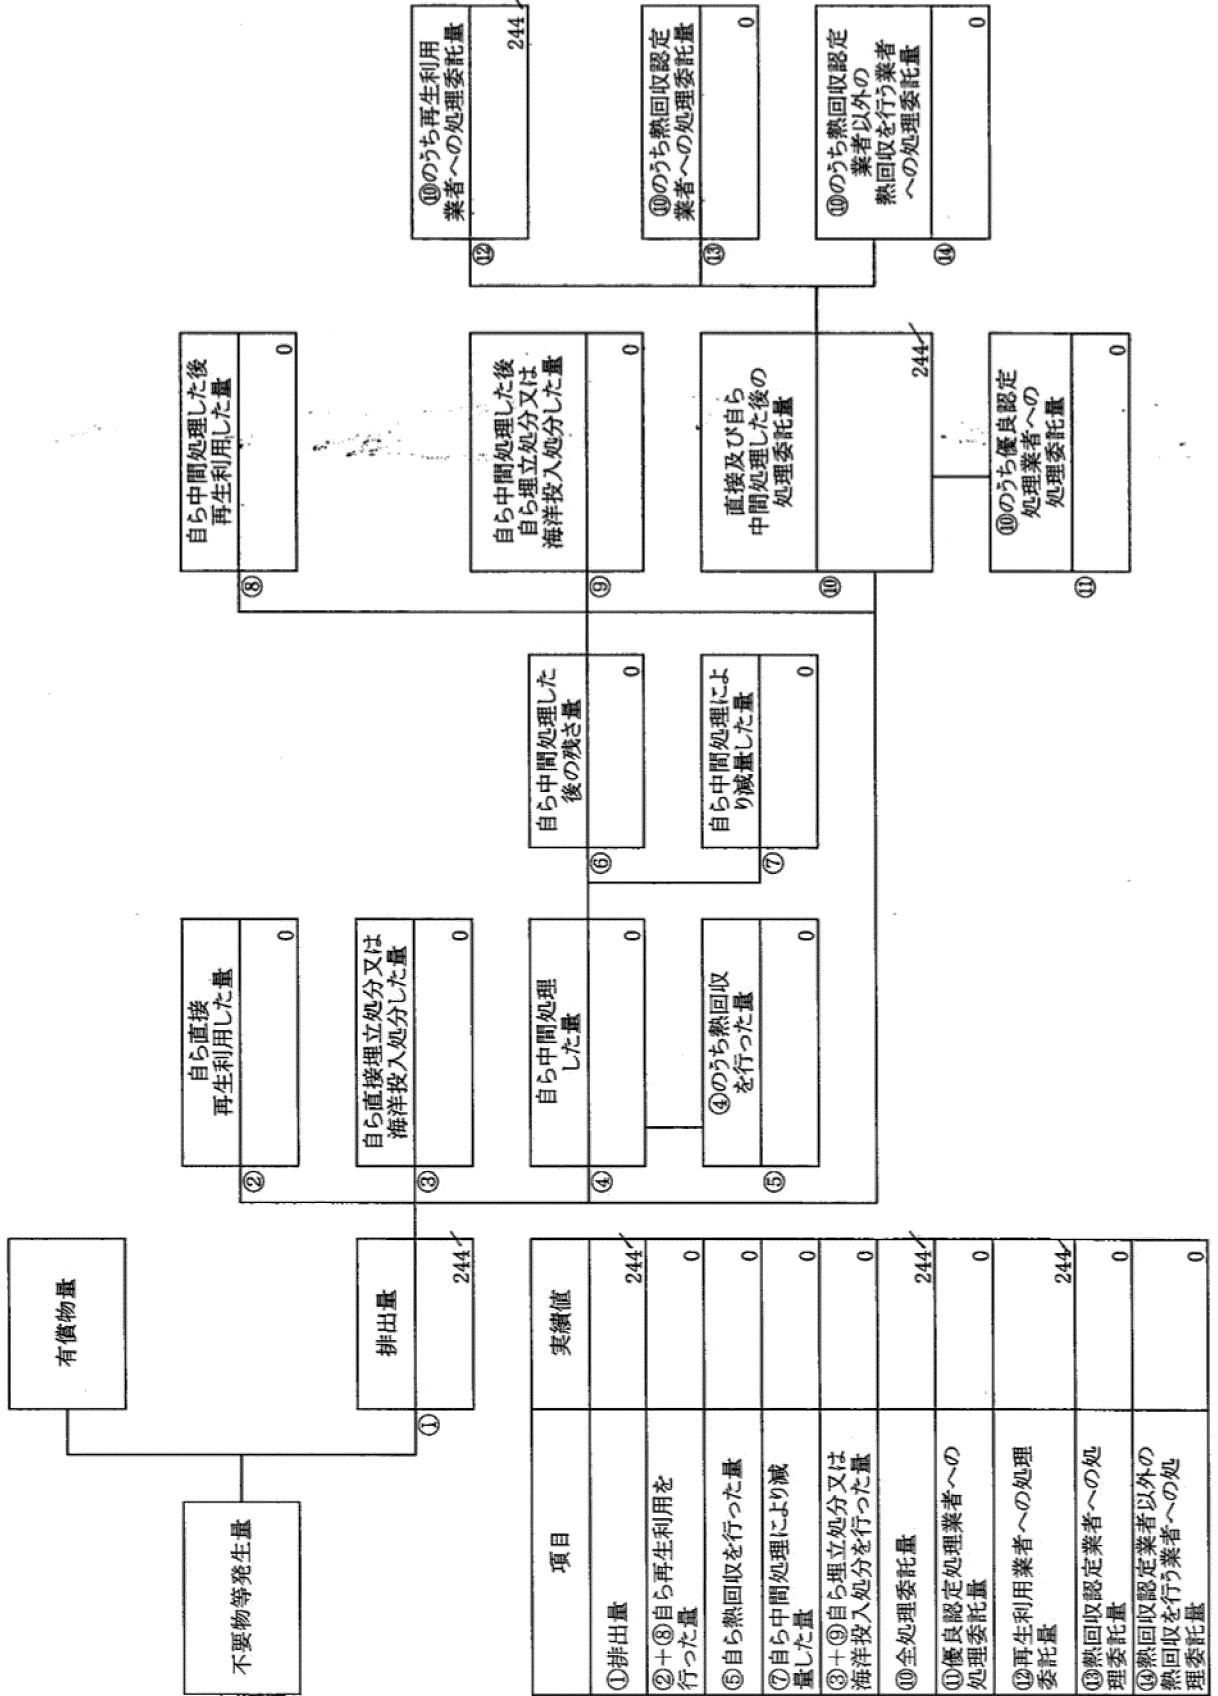 不要物等発生量
有償物量
①
排出量
244
②
自ら直接
再生利用した量
0
③
自ら直接埋立処分又は
海洋投入処分した量
0
④
自ら中間処理
した量
0
⑤
④のうち熱回収
を行った量
0
⑥
自ら中間処理した
後の残さ量
0
⑦
自ら中間処理によ
り減量した量
0
⑧
自ら中間処理した後
再生利用した量
0
⑨
自ら中間処理した後
自ら埋立処分又は
海洋投入処分した量
0
⑩
直接及び自ら
中間処理した後の
処理委託量
244
⑪
⑩のうち優良認定
処理業者への
処理委託量
0
⑫
⑩のうち再生利用
業者への処理委託量
244
⑬
⑩のうち熱回収認定
業者への処理委託量
0
⑭
⑩のうち熱回収認定
業者以外の
熱回収を行う業者
への処理委託量
0
項目
実績値
①排出量
244
②＋⑧自ら再生利用を
行った量
0
⑤自ら熱回収を行った量
0
⑦自ら中間処理により減
量した量
0
③＋⑨自ら埋立処分又は
海洋投入処分を行った量
0
⑩全処理委託量
244
⑪優良認定処理業者への
処理委託量
0
⑫再生利用業者への処理
委託量
244
⑬熱回収認定業者への処
理委託量
0
⑭熱回収認定業者以外の
熱回収を行う業者への処
理委託量
0